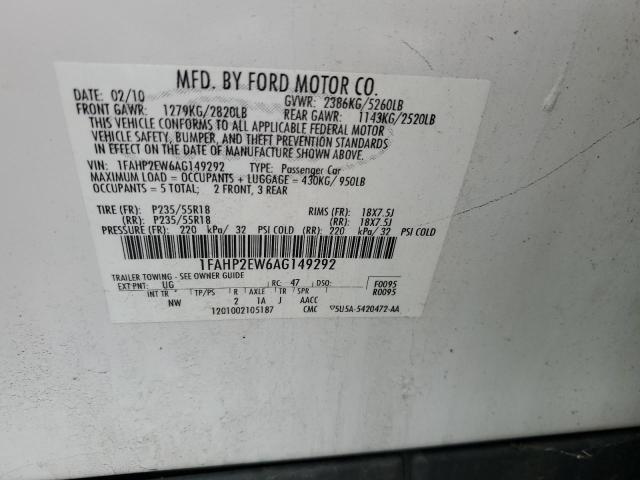 MFD. BY FORD MOTOR CO.
DATE: 02/10 GVWR: 2386KG/5260LB
FRONT GAWR: 1279KG/2820LB REAR GAWR: 1143KG/2520LB
THIS VEHICLE CONFORMS TO ALL APPLICABLE FEDERAL MOTOR
VEHICLE SAFETY, BUMPER, AND THEFT PREVENTION STANDARDS
IN EFFECT ON THE DATE OF MANUFACTURE SHOWN ABOVE.
VIN: 1FAHP2EW6AG149292 TYPE: Passenger Car
MAXIMUM LOAD = OCCUPANTS + LUGGAGE = 430KG/ 950LB
OCCUPANTS = 5 TOTAL; 2 FRONT, 3 REAR
TIRE (FR): P235/55R18 RIMS (FR): 18X7.5J
(RR): P235/55R18 (RR): 18X7.5J
PRESSURE (FR): 220 kPa/ 32 PSI COLD (RR): 220 kPa/ 32 PSI COLD
1FAHP2EW6AG149292
TRAILER TOWING - SEE OWNER GUIDE
EXT PNT: UG RC: 47 DSO: F0095
R0095
INT TR TP/PS R AXLE TR SPR
NW 2 1A J AACC
1201002105187 CMC ▽5U5A-5420472-AA